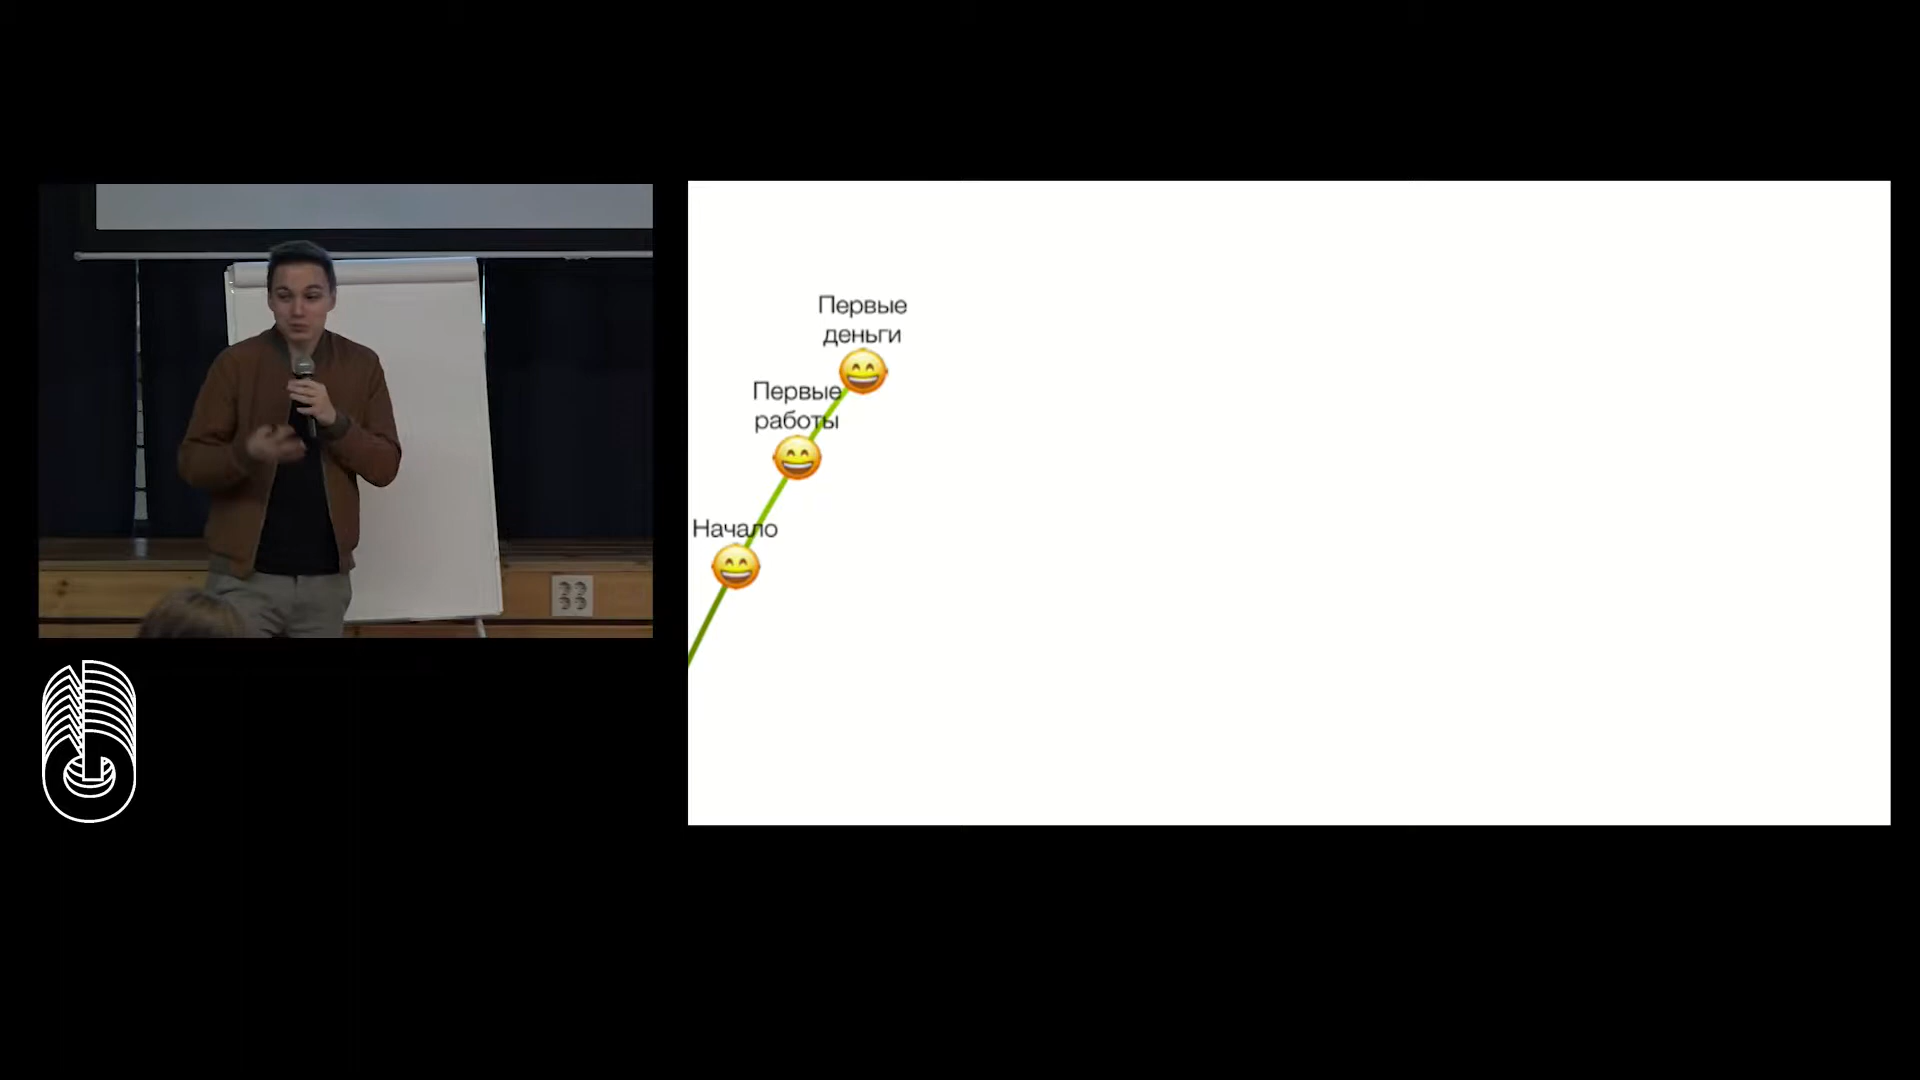 Первые
деньги
Первые
работы
Начало